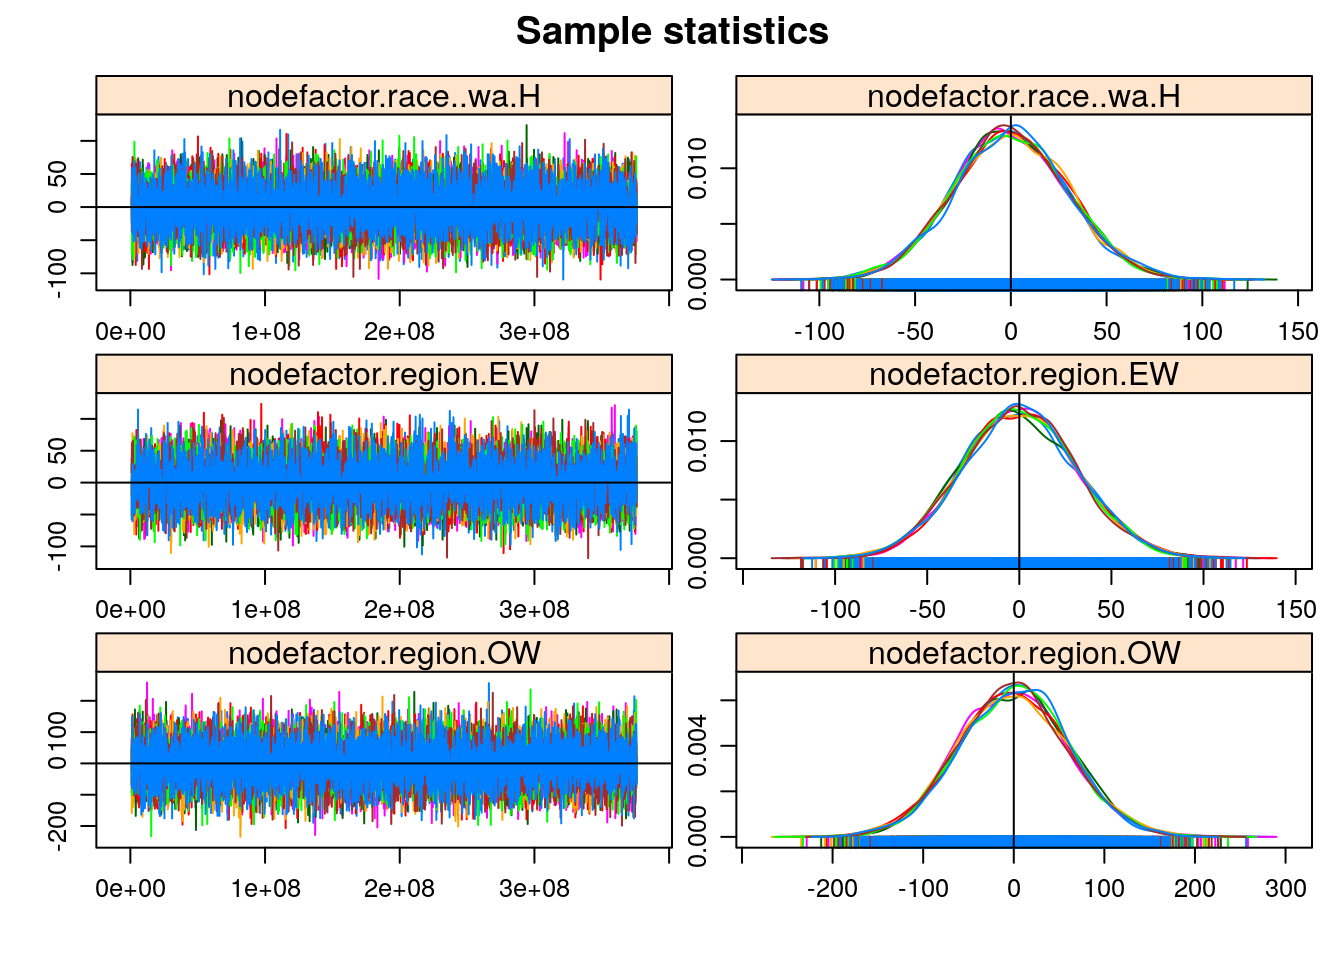 Sample statistics
nodefactor.race..wa.H
nodefactor.race..wa.H
-100 0 50
0e+00 1e+08 2e+08 3e+08
0.000 0.010
-100 -50 0 50 100 150
nodefactor.region.EW
nodefactor.region.EW
-100 0 50
0e+00 1e+08 2e+08 3e+08
0.000 0.010
-100 -50 0 50 100 150
nodefactor.region.OW
nodefactor.region.OW
-200 0 100
0e+00 1e+08 2e+08 3e+08
0.000 0.004
-200 -100 0 100 200 300